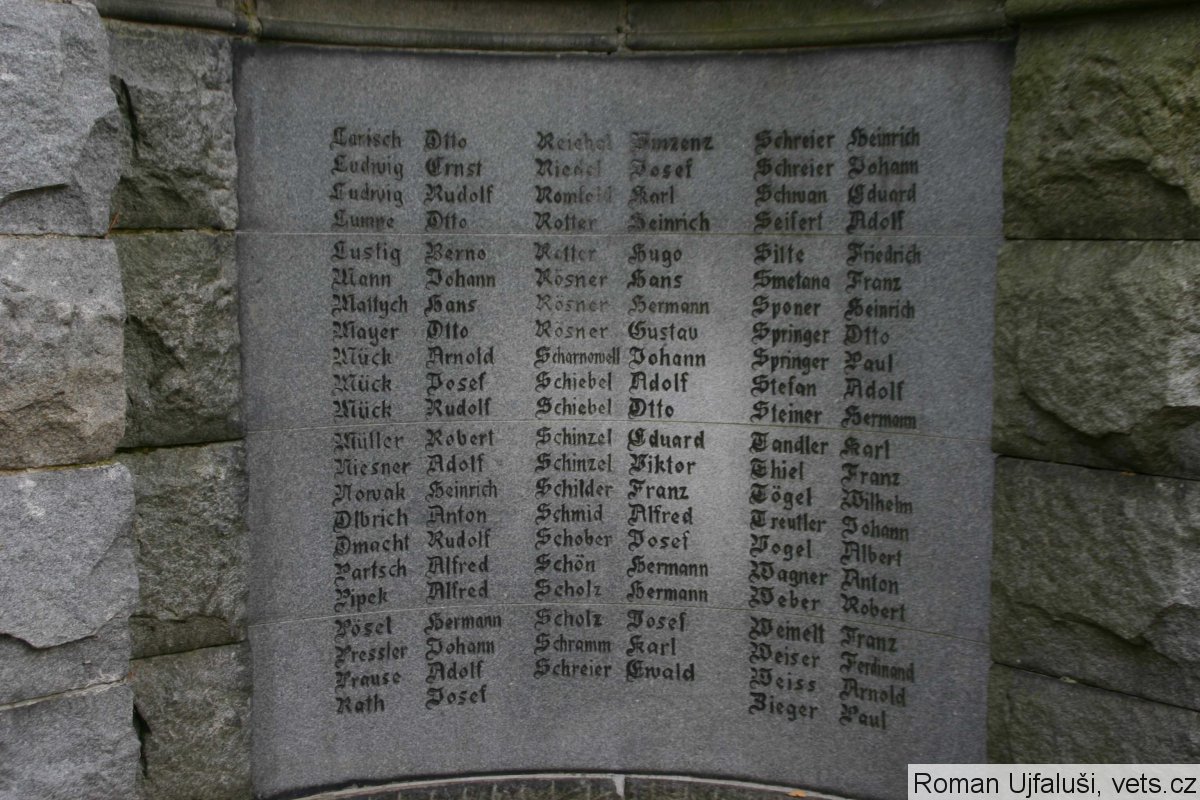 Larisch Otto
Ludwig Ernst
Ludwig Rudolf
Lumpe Otto
Lustig Berno
Mann Johann
Mattych Hans
Mayer Otto
Mück Arnold
Mück Josef
Mück Rudolf
Müller Robert
Niesner Adolf
Nowak Heinrich
Olbrich Anton
Omacht Rudolf
Partsch Alfred
Pipek Alfred
Pösel Hermann
Pressler Johann
Prause Adolf
Rath Josef
Reichel Vinzenz
Riedel Josef
Romfeld Karl
Rotter Heinrich
Rotter Hugo
Rösner Hans
Rösner Hermann
Rösner Gustav
Scharnowell Johann
Schiebel Adolf
Schiebel Otto
Schinzel Eduard
Schinzel Viktor
Schilder Franz
Schmid Alfred
Schober Josef
Schön Hermann
Scholz Hermann
Scholz Josef
Schramm Karl
Schreier Ewald
Schreier Heinrich
Schreier Johann
Schwan Eduard
Seifert Adolf
Silte Friedrich
Smetana Franz
Sponer Heinrich
Springer Otto
Springer Paul
Stefan Adolf
Steiner Hermann
Tandler Karl
Thiel Franz
Tögel Wilhelm
Treutler Johann
Vogel Albert
Wagner Anton
Weber Robert
Weinelt Franz
Weiser Ferdinand
Weiss Arnold
Zieger Paul
Roman Ujfaluši, vets.cz